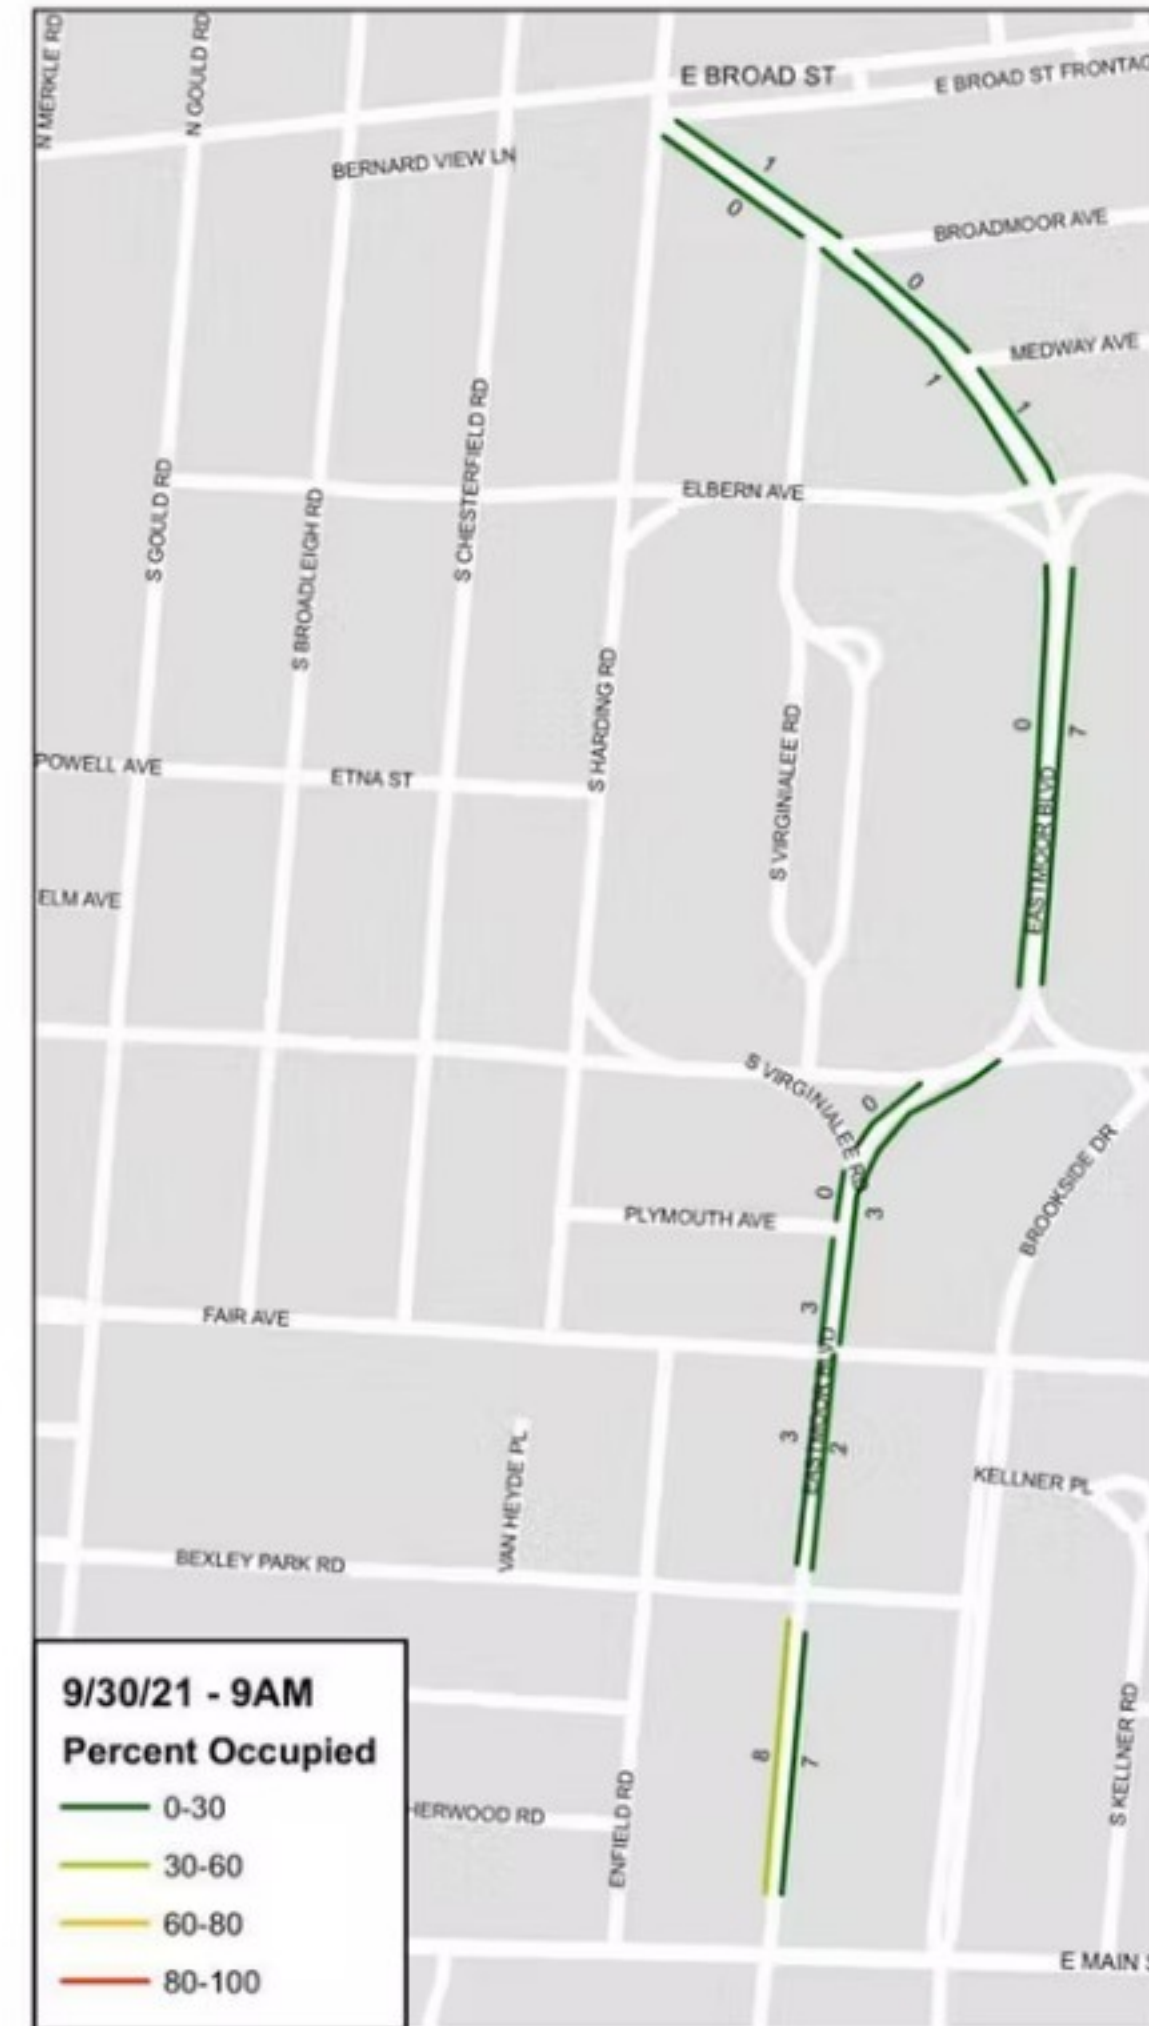 N MERKLE RD
N GOULD RD
E BROAD ST
E BROAD ST FRONTAG
BERNARD VIEW LN
1
0
BROADMOOR AVE
0
MEDWAY AVE
1
1
S GOULD RD
S BROADLEIGH RD
S CHESTERFIELD RD
ELBERN AVE
S HARDING RD
S VIRGINIALEE RD
0
7
EASTMOOR BLVD
POWELL AVE
ETNA ST
ELM AVE
S VIRGINIALEE RD
0
0
3
PLYMOUTH AVE
BROOKSIDE DR
3
FAIR AVE
EASTMOOR BLVD
3
2
VAN HEYDE PL
KELLNER PL
BEXLEY PARK RD
8
7
ENFIELD RD
S KELLNER RD
HERWOOD RD
E MAIN S
9/30/21 - 9AM
Percent Occupied
0-30
30-60
60-80
80-100